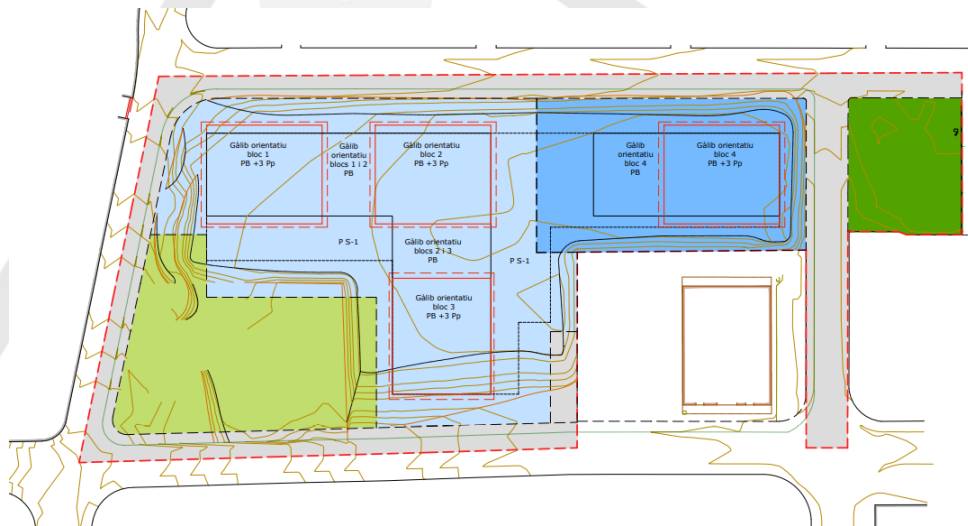 Gàlib orientatiu
bloc 1
PB +3 Pp
Gàlib
orientatiu
blocs 1 i 2
PB
Gàlib orientatiu
bloc 2
PB +3 Pp
Gàlib
orientatiu
bloc 4
PB
Gàlib orientatiu
bloc 4
PB +3 Pp
P S-1
Gàlib orientatiu
blocs 2 i 3
PB
P S-1
Gàlib orientatiu
bloc 3
PB +3 Pp